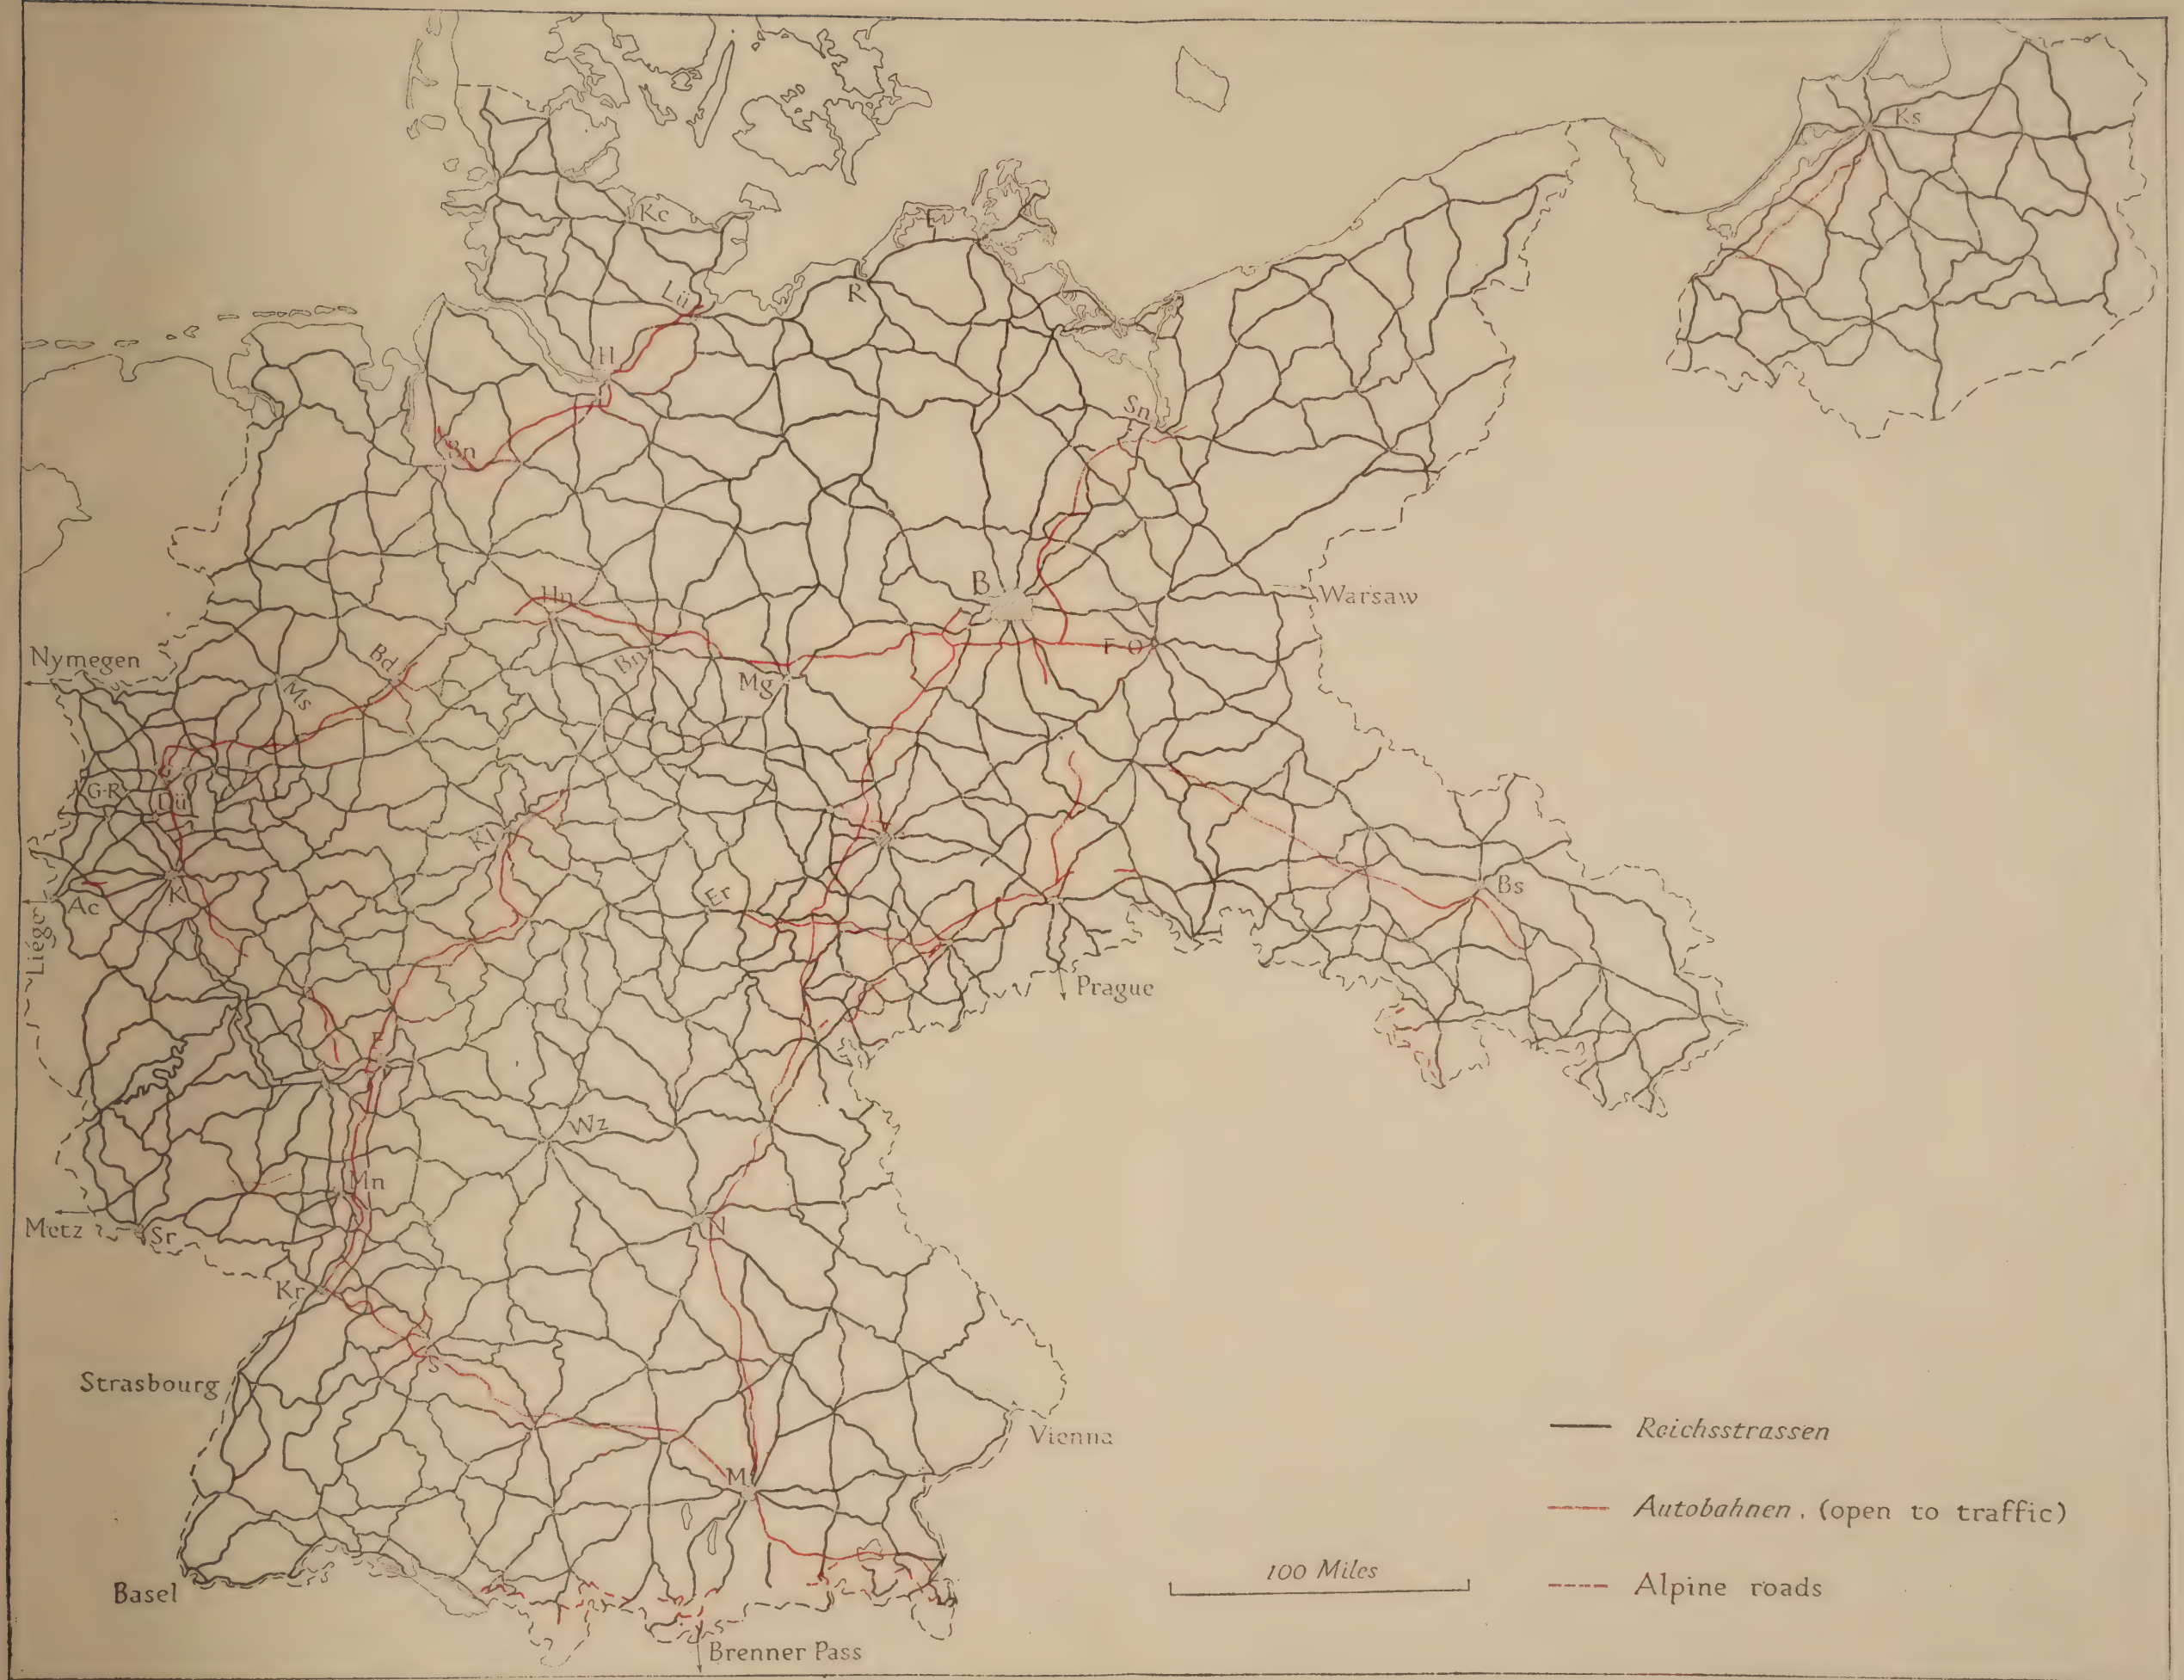 Ks
Kc
R
Lü
H
Sn
Bn
B
Warsaw
Hn
F-O
Nymegen
Bd
Bn
Ms
Mg
G-R
Dü
Kl
K
Ac
Er
Bs
Liége
Prague
F
Wz
Mn
Metz
Sr
N
Kr
S
Strasbourg
Vienna
Reichsstrassen
M
Autobahnen. (open to traffic)
100 Miles
Basel
Alpine roads
Brenner Pass